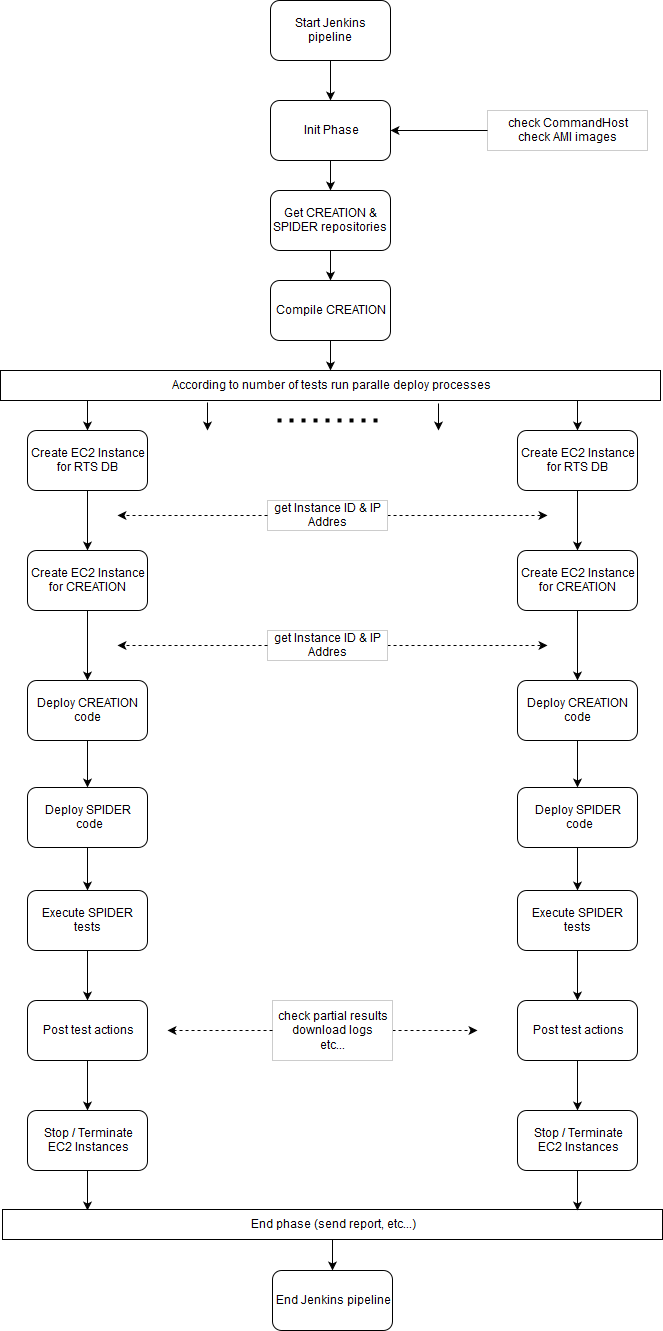 Start Jenkins
pipeline
Init Phase
check CommandHost
check AMI images
Get CREATION &
SPIDER repositories
Compile CREATION
According to number of tests run paralle deploy processes
Create EC2 Instance
for RTS DB
Create EC2 Instance
for RTS DB
get Instance ID & IP
Addres
Create EC2 Instance
for CREATION
Create EC2 Instance
for CREATION
get Instance ID & IP
Addres
Deploy CREATION
code
Deploy CREATION
code
Deploy SPIDER
code
Deploy SPIDER
code
Execute SPIDER
tests
Execute SPIDER
tests
Post test actions
check partial results
download logs
etc...
Post test actions
Stop / Terminate
EC2 Instances
Stop / Terminate
EC2 Instances
End phase (send report, etc...)
End Jenkins pipeline